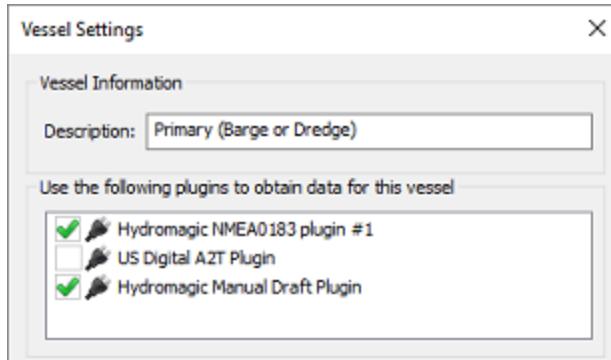 Vessel Settings
Vessel Information
Description: Primary (Barge or Dredge)
Use the following plugins to obtain data for this vessel
Hydromagic NMEA0183 plugin #1
US Digital A2T Plugin
Hydromagic Manual Draft Plugin